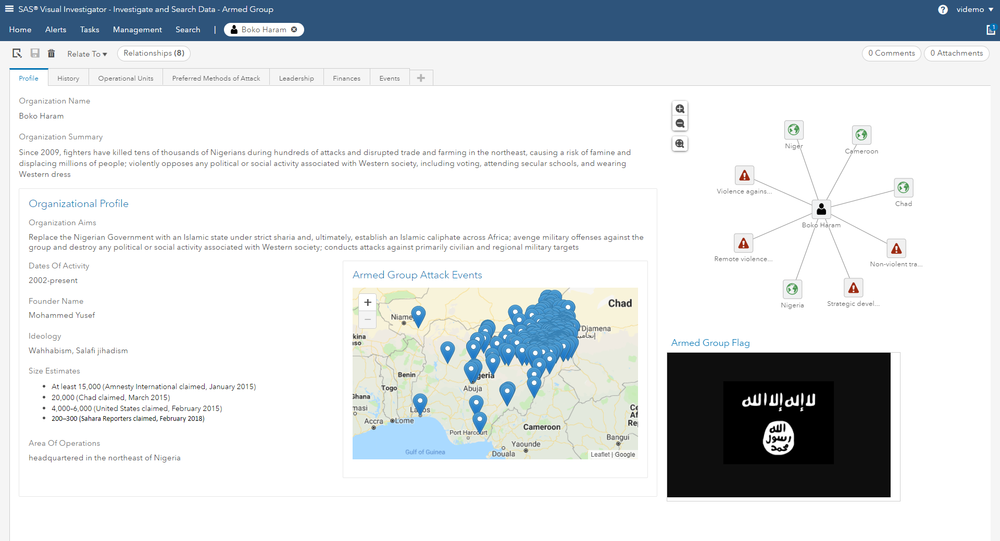 SAS® Visual Investigator - Investigate and Search Data - Armed Group
videmo
Home Alerts Tasks Management Search | Boko Haram
1
Relate To Relationships (8)
0 Comments 0 Attachments
Profile History Operational Units Preferred Methods of Attack Leadership Finances Events
Organization Name
Boko Haram
Organization Summary
Since 2009, fighters have killed tens of thousands of Nigerians during hundreds of attacks and disrupted trade and farming in the northeast, causing a risk of famine and
displacing millions of people; violently opposes any political or social activity associated with Western society, including voting, attending secular schools, and wearing
Western dress
Organizational Profile
Organization Aims
Replace the Nigerian Government with an Islamic state under strict sharia and, ultimately, establish an Islamic caliphate across Africa; avenge military offenses against the
group and destroy any political or social activity associated with Western society; conducts attacks against primarily civilian and regional military targets
Dates Of Activity
2002-present
Founder Name
Mohammed Yusef
Ideology
Wahhabism, Salafi jihadism
Size Estimates
At least 15,000 (Amnesty International claimed, January 2015)
20,000 (Chad claimed, March 2015)
4,000-6,000 (United States claimed, February 2015)
200–300 (Sahara Reporters claimed, February 2018)
Area Of Operations
headquartered in the northeast of Nigeria
Armed Group Attack Events
+
−
Chad
Niamey
'Djamena
kina
so
Benin
geria
Togo
Abuja
Ghana
masi
Accra
Lome
Port Harcourt
Cameroon
Ce
Af
Re
Bangui
Yaounde
Gulf of Guinea
Douala
Leaflet | Google
Niger
Cameroon
Violence agains...
Chad
Boko Haram
Remote violence...
Non-violent tra...
Nigeria
Strategic devel...
Armed Group Flag
لا إله إلا الله
الله
رسول
محمد